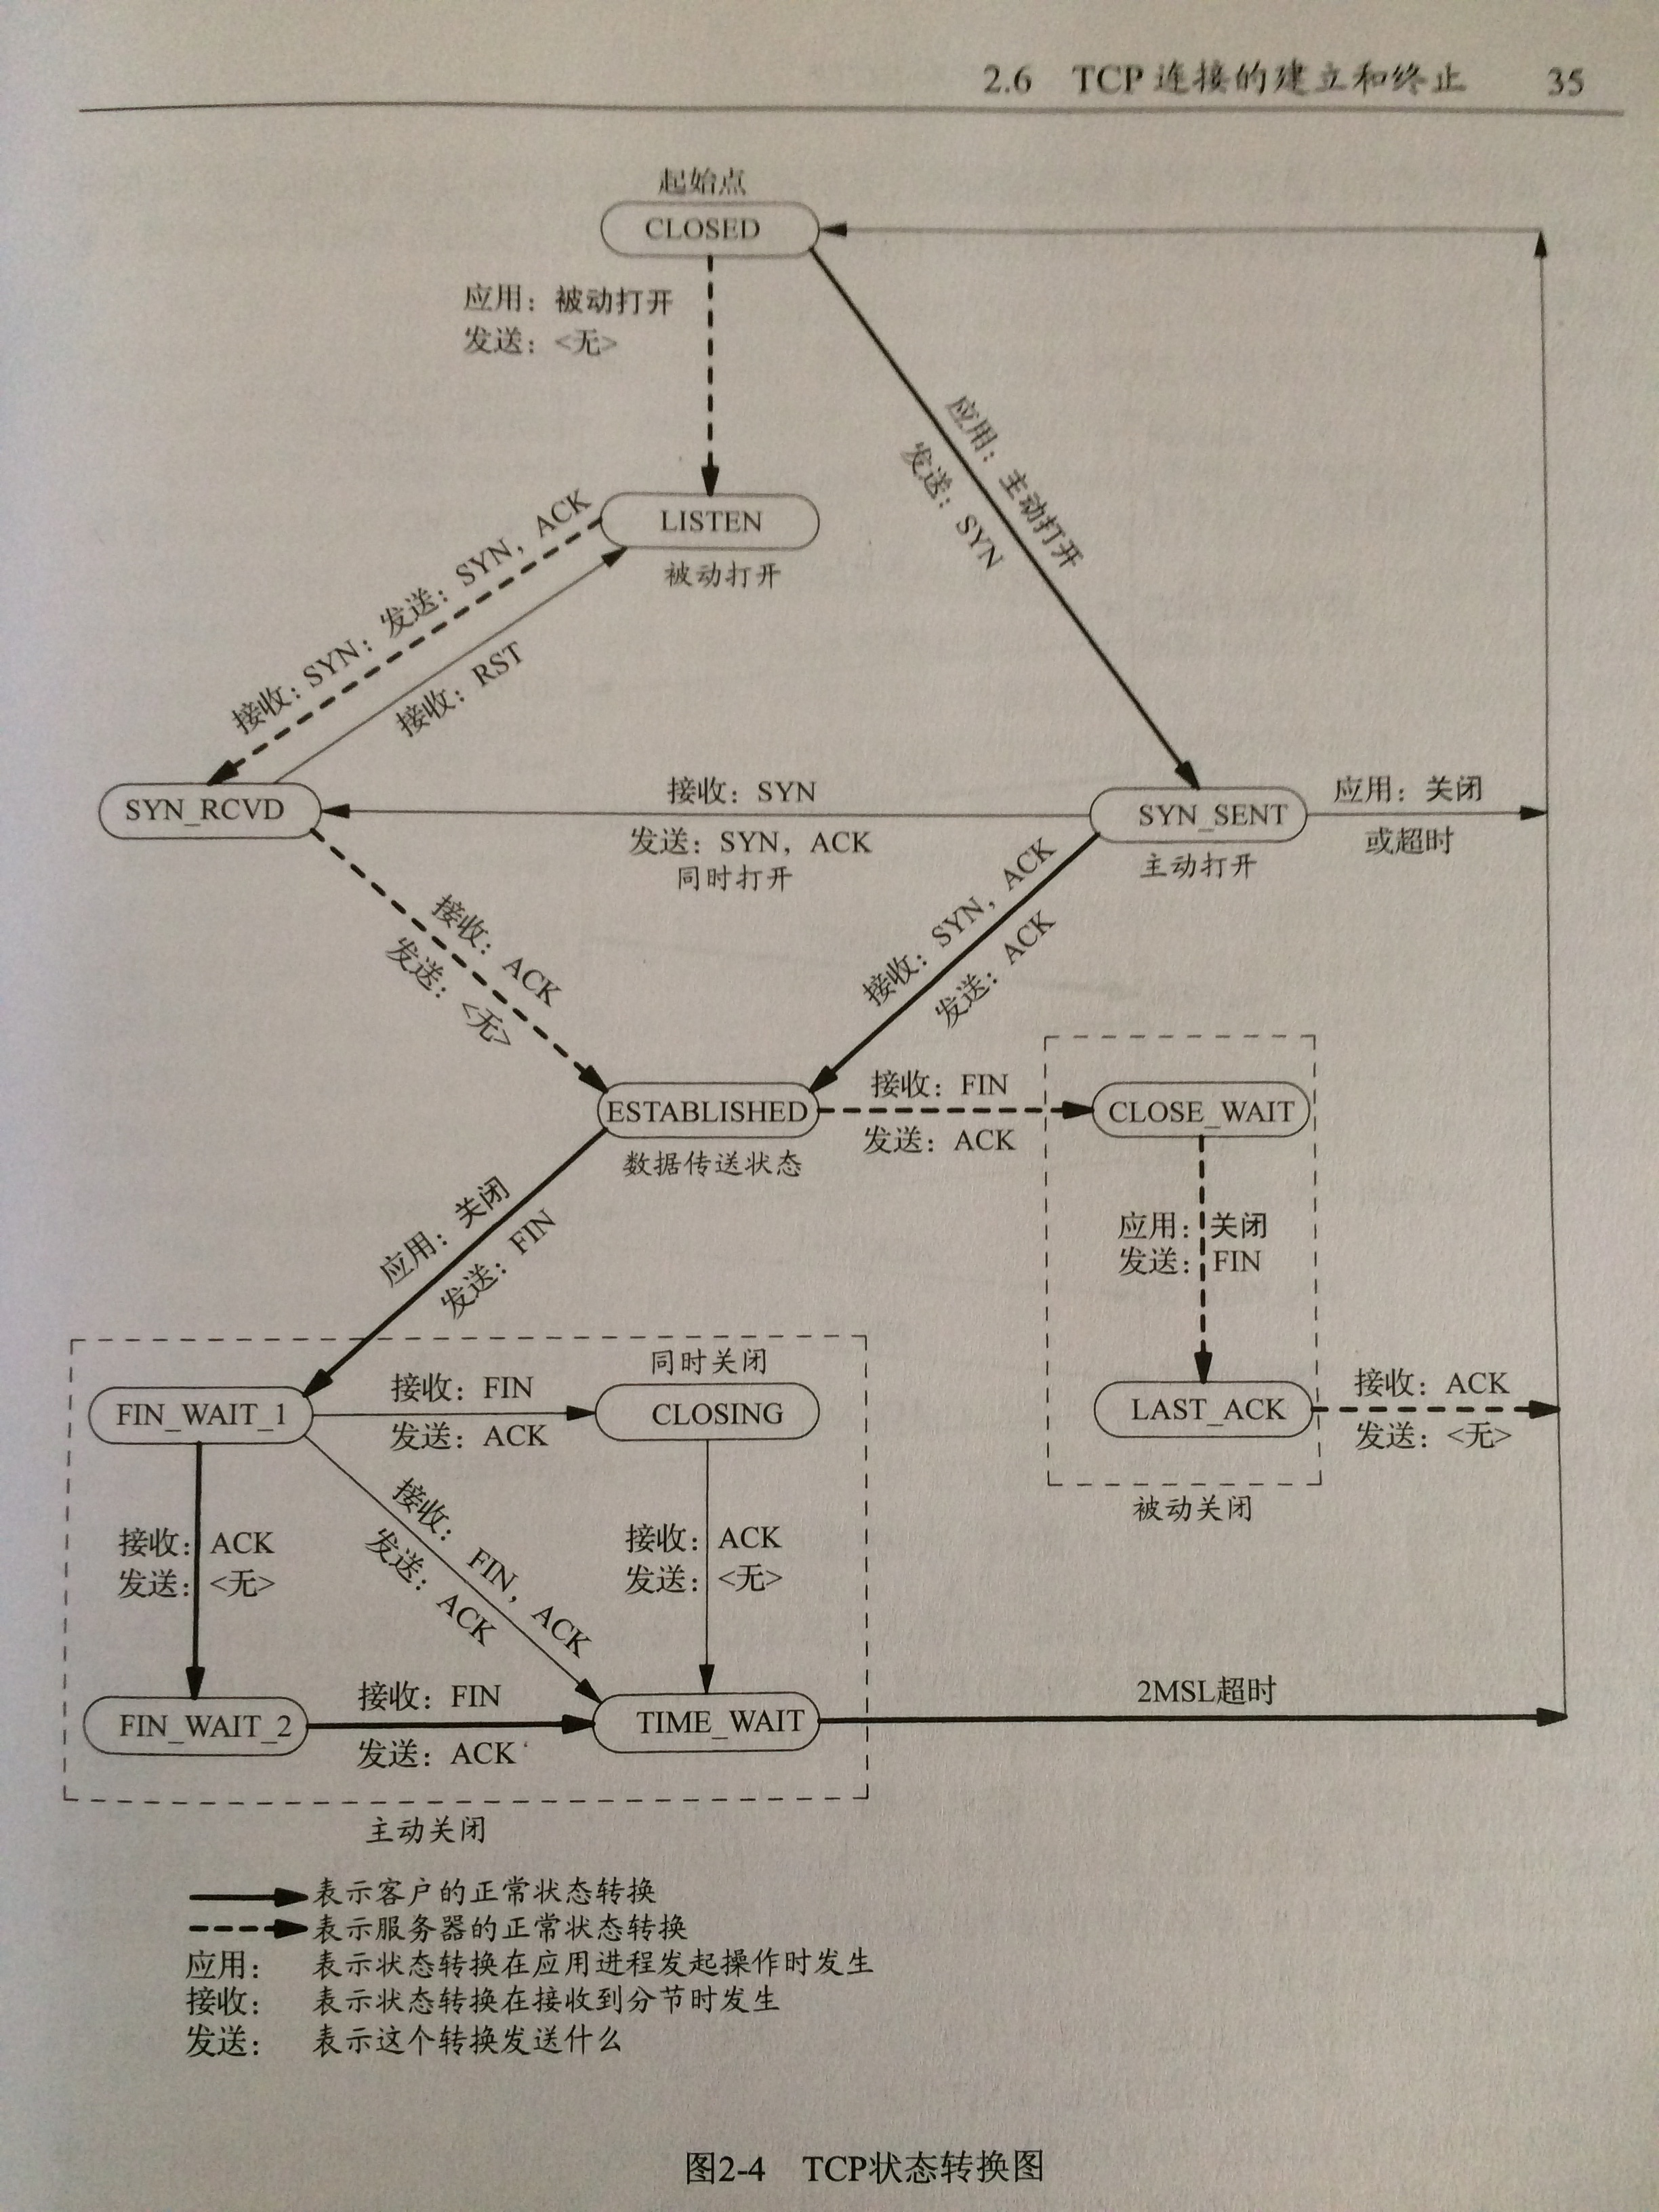 2.6 TCP 连接的建立和终止 35
起始点
CLOSED
应用：被动打开
发送：<无>
应用：主动打开
发送：SYN
LISTEN
被动打开
接收：SYN；发送：SYN，ACK
接收：RST
SYN_RCVD
接收：SYN
发送：SYN，ACK
同时打开
SYN_SENT
主动打开
应用：关闭
或超时
接收：ACK
发送：<无>
接收：SYN，ACK
发送：ACK
ESTABLISHED
数据传送状态
接收：FIN
发送：ACK
CLOSE_WAIT
应用：关闭
发送：FIN
应用：关闭
发送：FIN
LAST_ACK
接收：ACK
发送：<无>
被动关闭
同时关闭
FIN_WAIT_1
接收：FIN
发送：ACK
CLOSING
接收：ACK
发送：<无>
接收：FIN，ACK
发送：ACK
接收：ACK
发送：<无>
FIN_WAIT_2
接收：FIN
发送：ACK
TIME_WAIT
2MSL超时
主动关闭
表示客户的正常状态转换
表示服务器的正常状态转换
应用： 表示状态转换在应用进程发起操作时发生
接收： 表示状态转换在接收到分节时发生
发送： 表示这个转换发送什么
图2-4 TCP状态转换图